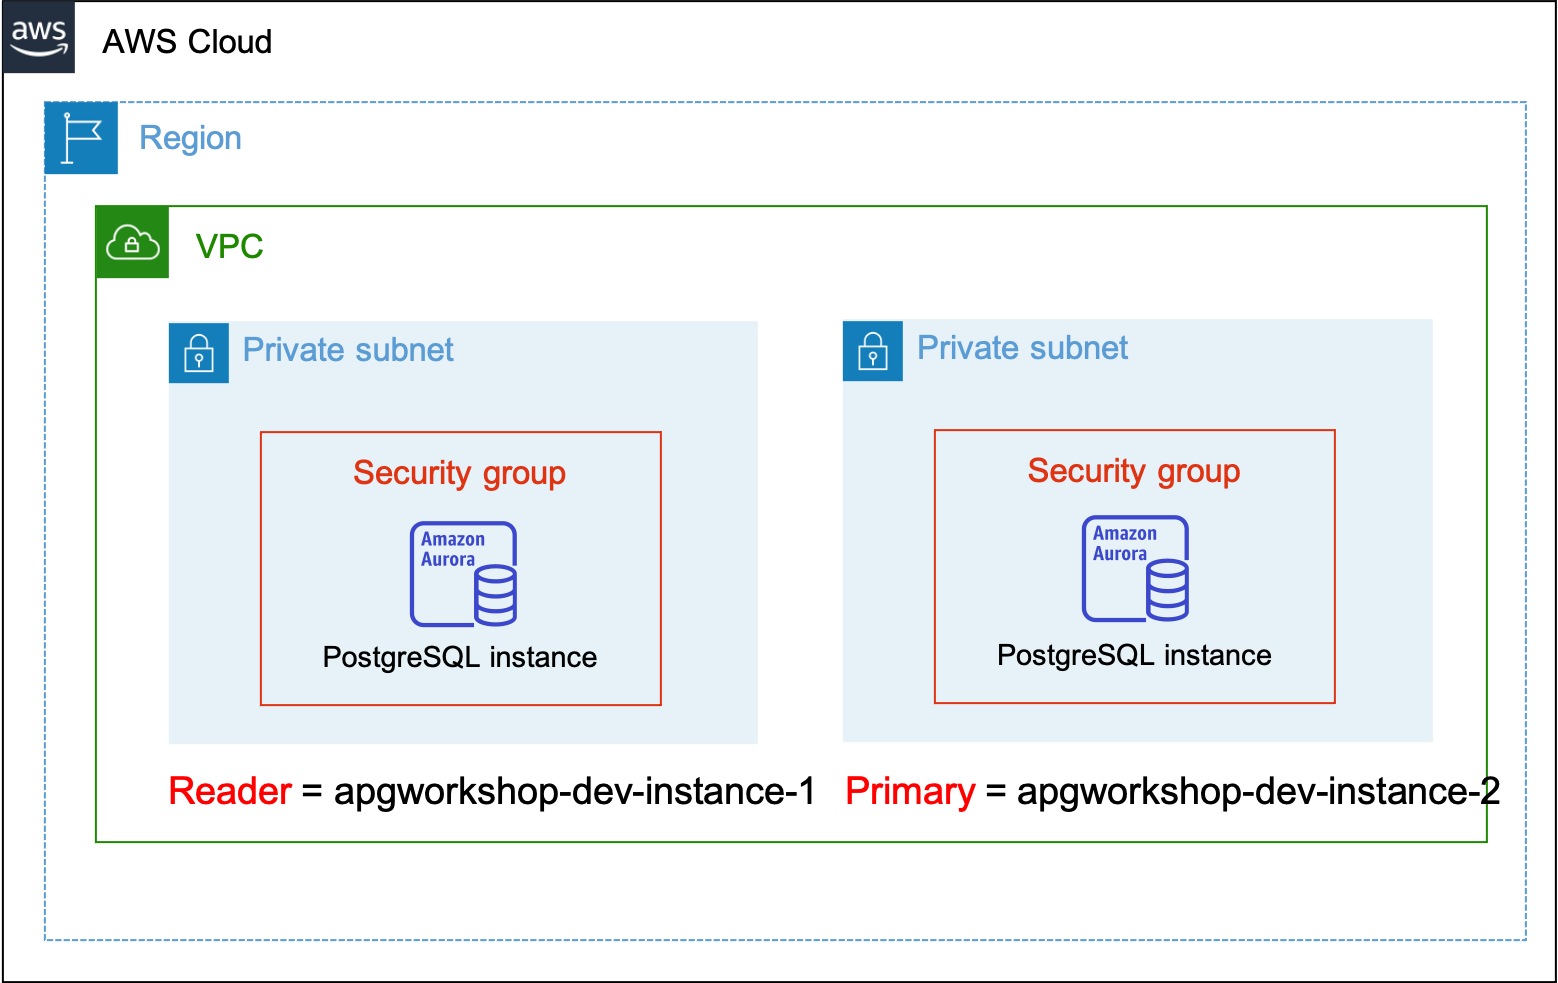 aws
AWS Cloud
Region
VPC
Private subnet
Security group
Amazon
Aurora
PostgreSQL instance
Reader = apgworkshop-dev-instance-1
Private subnet
Security group
Amazon
Aurora
PostgreSQL instance
Primary = apgworkshop-dev-instance-2